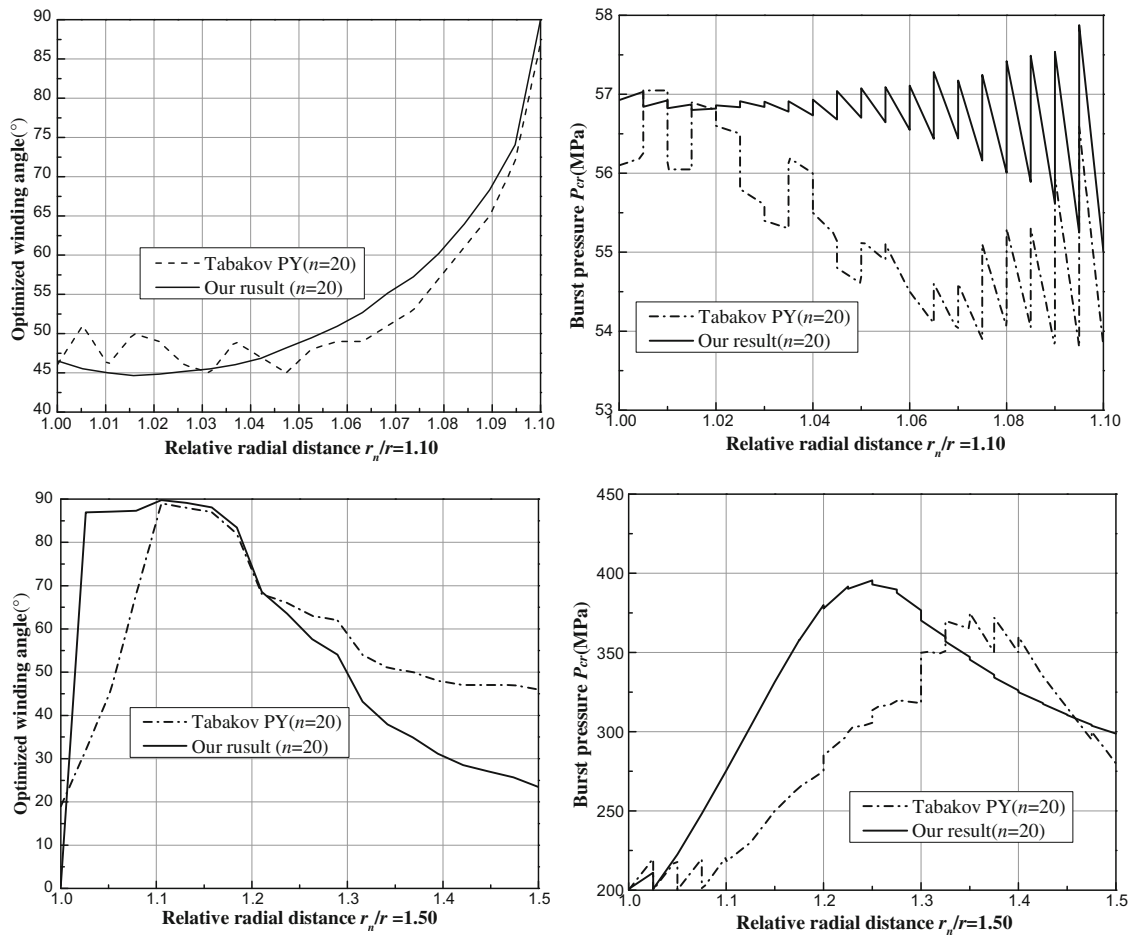 90
85
80
75
70
65
60
55
50
45
40
Optimized winding angle(°)
Tabakov PY(n=20)
Our rusult (n=20)
1.00 1.01 1.02 1.03 1.04 1.05 1.06 1.07 1.08 1.09 1.10
Relative radial distance rn/r=1.10
58
57
56
55
54
53
Burst pressure Pcr(MPa)
Tabakov PY(n=20)
Our result(n=20)
1.00 1.02 1.04 1.06 1.08 1.10
Relative radial distance rn/r =1.10
90
80
70
60
50
40
30
20
10
0
Optimized winding angle(°)
Tabakov PY(n=20)
Our rusult (n=20)
1.0 1.1 1.2 1.3 1.4 1.5
Relative radial distance rn/r=1.50
450
400
350
300
250
200
Burst pressure Pcr(MPa)
Tabakov PY(n=20)
Our result(n=20)
1.0 1.1 1.2 1.3 1.4 1.5
Relative radial distance rn/r=1.50